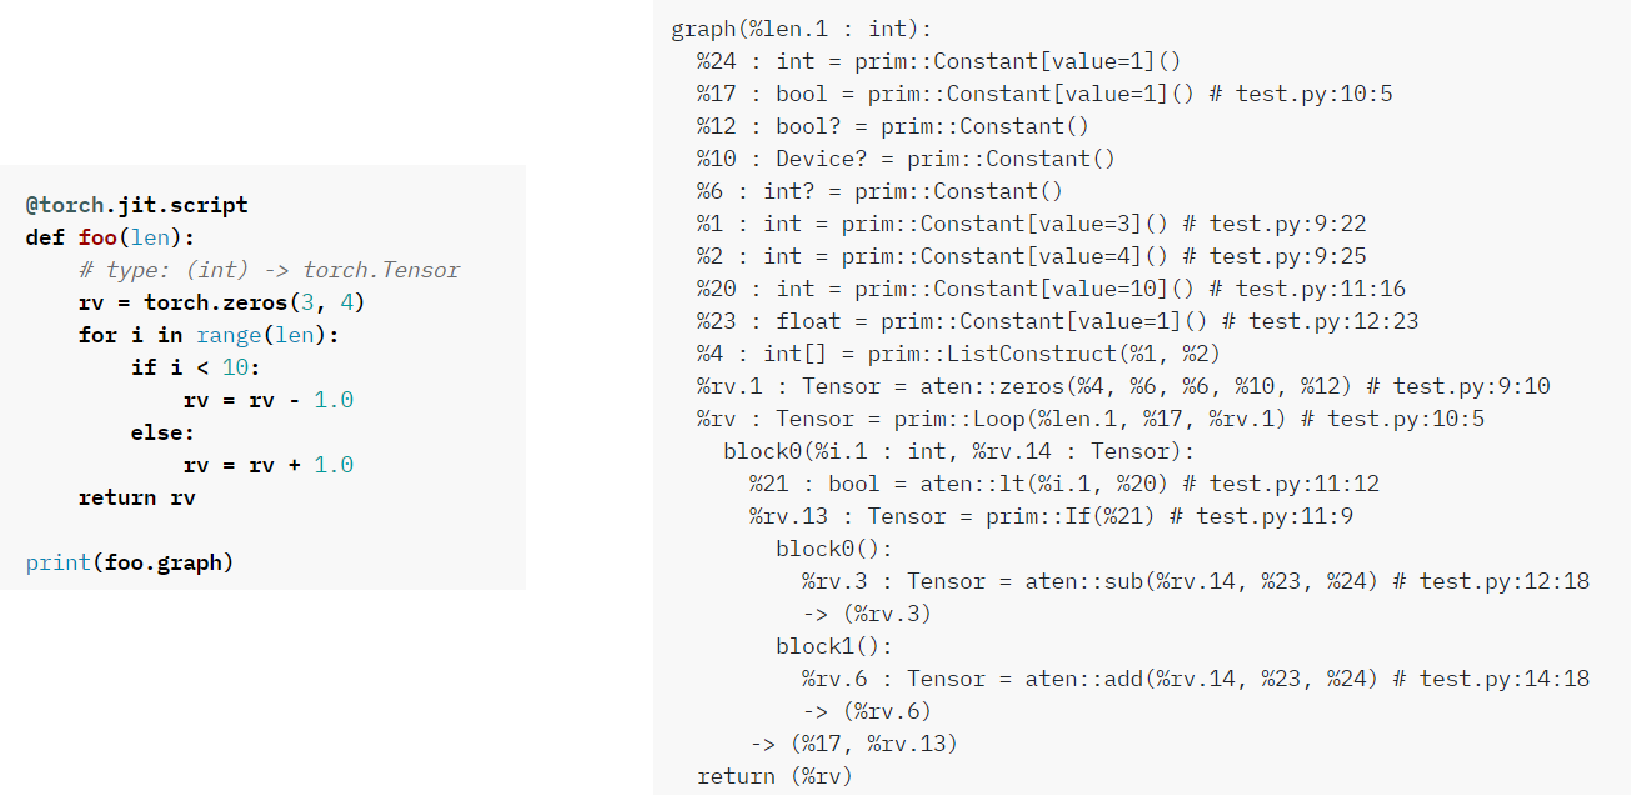 @torch.jit.script
def foo(len):
    # type: (int) -> torch.Tensor
    rv = torch.zeros(3, 4)
    for i in range(len):
        if i < 10:
            rv = rv - 1.0
        else:
            rv = rv + 1.0
    return rv

print(foo.graph)
graph(%len.1 : int):
  %24 : int = prim::Constant[value=1]()
  %17 : bool = prim::Constant[value=1]() # test.py:10:5
  %12 : bool? = prim::Constant()
  %10 : Device? = prim::Constant()
  %6 : int? = prim::Constant()
  %1 : int = prim::Constant[value=3]() # test.py:9:22
  %2 : int = prim::Constant[value=4]() # test.py:9:25
  %20 : int = prim::Constant[value=10]() # test.py:11:16
  %23 : float = prim::Constant[value=1]() # test.py:12:23
  %4 : int[] = prim::ListConstruct(%1, %2)
  %rv.1 : Tensor = aten::zeros(%4, %6, %6, %10, %12) # test.py:9:10
  %rv : Tensor = prim::Loop(%len.1, %17, %rv.1) # test.py:10:5
    block0(%i.1 : int, %rv.14 : Tensor):
      %21 : bool = aten::lt(%i.1, %20) # test.py:11:12
      %rv.13 : Tensor = prim::If(%21) # test.py:11:9
        block0():
          %rv.3 : Tensor = aten::sub(%rv.14, %23, %24) # test.py:12:18
          -> (%rv.3)
        block1():
          %rv.6 : Tensor = aten::add(%rv.14, %23, %24) # test.py:14:18
          -> (%rv.6)
      -> (%17, %rv.13)
  return (%rv)